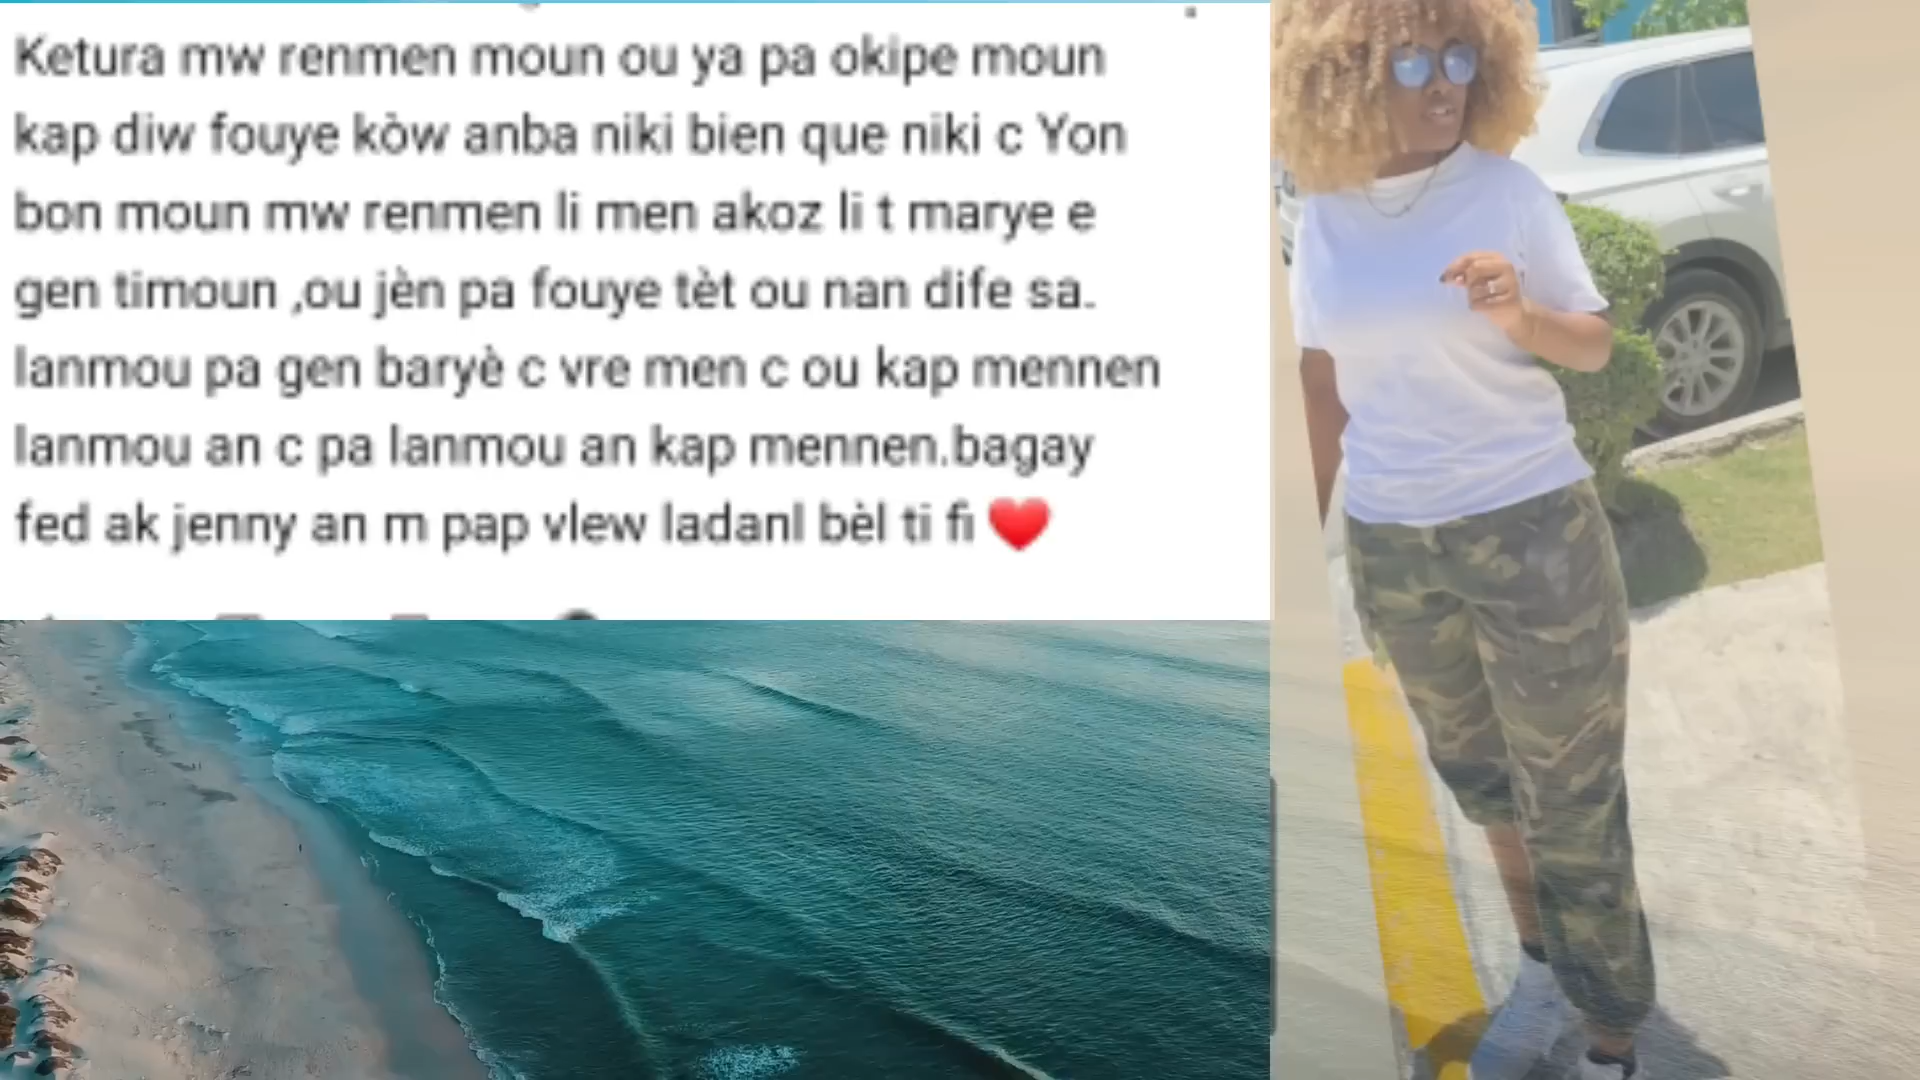 Ketura mw renmen moun ou ya pa okipe moun
kap diw fouye kòw anba niki bien que niki c Yon
bon moun mw renmen li men akoz li t marye e
gen timoun ,ou jèn pa fouye tèt ou nan dife sa.
lanmou pa gen baryè c vre men c ou kap mennen
lanmou an c pa lanmou an kap mennen.bagay
fed ak jenny an m pap vlew ladanl bèl ti fi ❤️